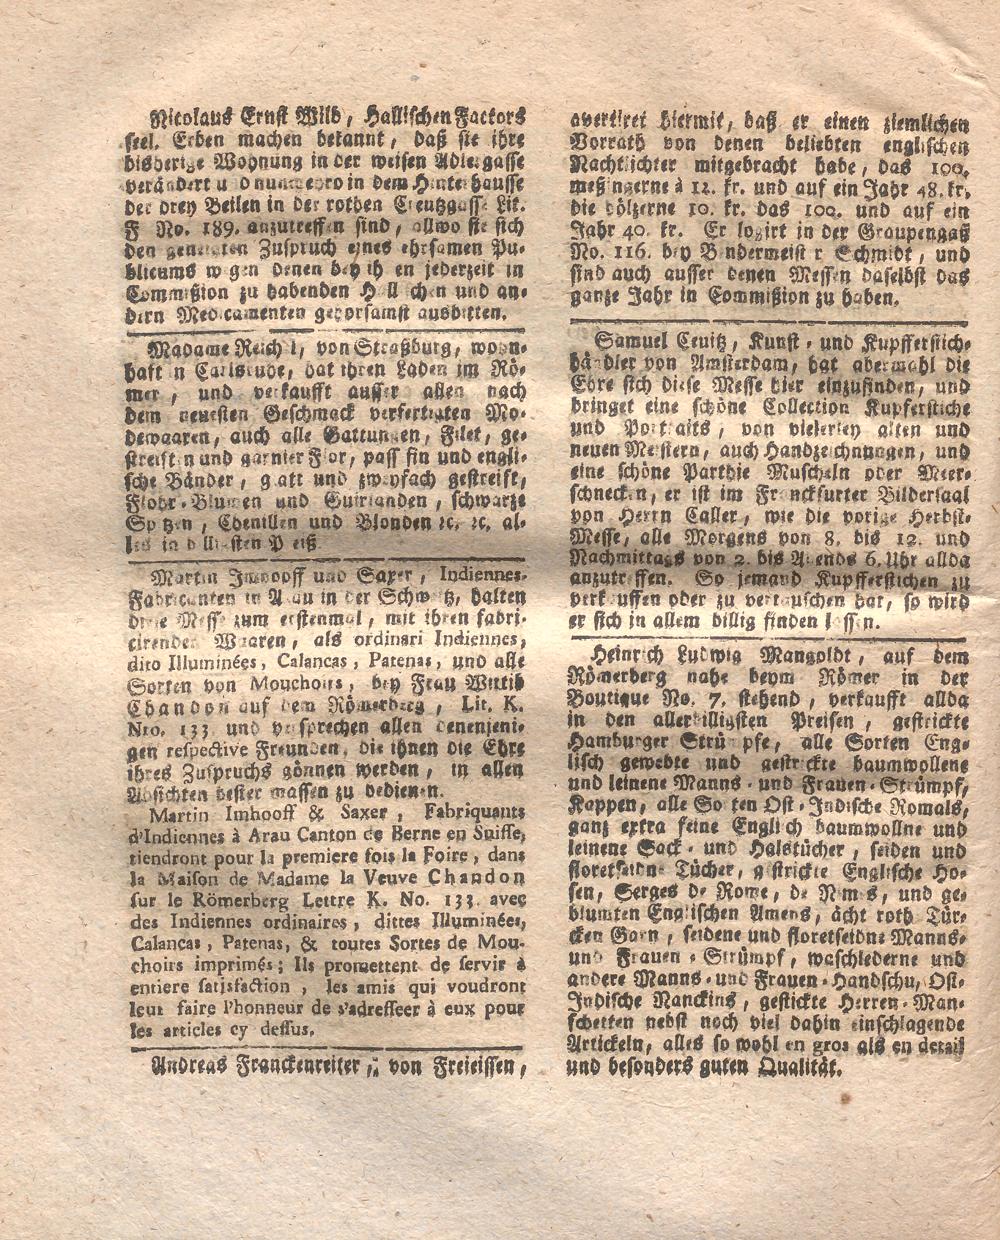 Nicolaus Ernst Wild, Hallischen Factors
seel. Erben machen bekannt, daß sie ihre
bisherige Wohnung in der weisen Adlergasse
verändert u d nunmehro in dem Hinterhausse
der drey Beilen in der rothen Creutzgasse Lit.
F No. 189. anzutreffen sind, allwo sie sich
den geneigten Zuspruch eines ehrsamen Pu-
blicums wegen denen bey ih en jederzeit in
Commißion zu habenden Hällischen und an-
dern Medicamenten gehorsamst ausbitten.
Madame Reich l, von Straßburg, wohn-
haft in Carlsruhe, hat ihren Laden im Rö-
mer, und verkaufft ausser allen nach
dem neuesten Geschmack verfertigten Mo-
dewaaren, auch alle Gattungen, Filet, ge-
streiften und garnier Flor, pass fin und engli-
sche Bänder, glatt und zweyfach gestreift,
Flohr-Blumen und Guirlanden, schwarze
Spitzen, Chenillen und Blonden ꝛc. ꝛc. al-
les in billigsten Preiß
Martin Imhooff und Saxer, Indiennes-
Fabricanten in Arau in der Schweitz, halten
diese Messe zum erstenmal, mit ihren fabri-
cirenden Waaren, als ordinari Indiennes,
dito Illuminées, Calancas, Patenas, und alle
Sorten von Mouchoirs, bey Frau Wittib
Chandon auf dem Römerberg, Lit. K.
Nro. 133 und versprechen allen denenjeni-
gen respective Freunden, die ihnen die Ehre
ihres Zuspruchs gönnen werden, in allen
Absichten bester massen zu bedienen.
Martin Imhooff & Saxer, Fabriquants
d'Indiennes à Arau Canton de Berne en Suisse,
tiendront pour la premiere fois la Foire, dans
la Maison de Madame la Veuve Chandon
sur le Römerberg Lettre K. No. 133. avec
des Indiennes ordinaires, dittes Illuminées,
Calancas, Patenas, & toutes Sortes de Mou-
choirs imprimés; Ils promettent de servir à
entiere satisfaction, les amis qui voudront
leur faire l'honneur de s'adresseer à eux pour
les articles cy dessus.
Andreas Franckenreiter, von Freieissen,
avertiret hiermit, daß er einen ziemlichen
Vorrath von denen beliebten englischen
Nachtlichter mitgebracht habe, das 100.
meßingerne à 12. kr. und auf ein Jahr 48. kr.
die hölzerne 10. kr. das 100. und auf ein
Jahr 40. kr. Er logirt in der Graupengaß
No. 116. bey Bendermeister Schmidt, und
sind auch ausser denen Messen daselbst das
ganze Jahr in Commißion zu haben.
Samuel Ceuitz, Kunst- und Kupfferstich-
händler von Amsterdam, hat abermahl die
Ehre sich diese Messe hier einzufinden, und
bringet eine schöne Collection Kupferstiche
und Portraits, von vielerley alten und
neuen Meistern, auch Handzeichnungen, und
eine schöne Parthie Muscheln oder Meer-
schnecken, er ist im Franckfurter Bildersaal
von Herrn Caller, wie die vorige Herbst-
Messe, alle Morgens von 8. bis 12. und
Nachmittags von 2. bis Abends 6. Uhr allda
anzutreffen. So jemand Kupfferstichen zu
verkauffen oder zu vertauschen hat, so wird
er sich in allem billig finden lassen.
Heinrich Ludwig Mangoldt, auf dem
Römerberg nahe beym Römer in der
Boutique No. 7. stehend, verkaufft allda
in den allerbilligsten Preisen, gestrickte
Hamburger Strümpfe, alle Sorten Eng-
lisch gewebte und gestrickte baumwollene
und leinene Manns- und Frauen-Strümpf,
Kappen, alle Sorten Ost-Indische Romals,
ganz extra feine Englisch baumwollne und
leinene Sack- und Halstücher, seiden und
floretseidne Tücher, gestrickte Englische Ho-
sen, Serges de Rome, de Nimes, und ge-
blumten Englischen Amens, ächt roth Tür-
cken Garn, seidene und floretseidne Manns-
und Frauen-Strümpf, waschlederne und
andere Manns- und Frauen-Handschu, Ost-
Indische Nanckins, gestickte Herren-Man-
schetten nebst noch viel dahin einschlagende
Artickeln, alles so wohl en gros als en detail
und besonders guten Qualität.